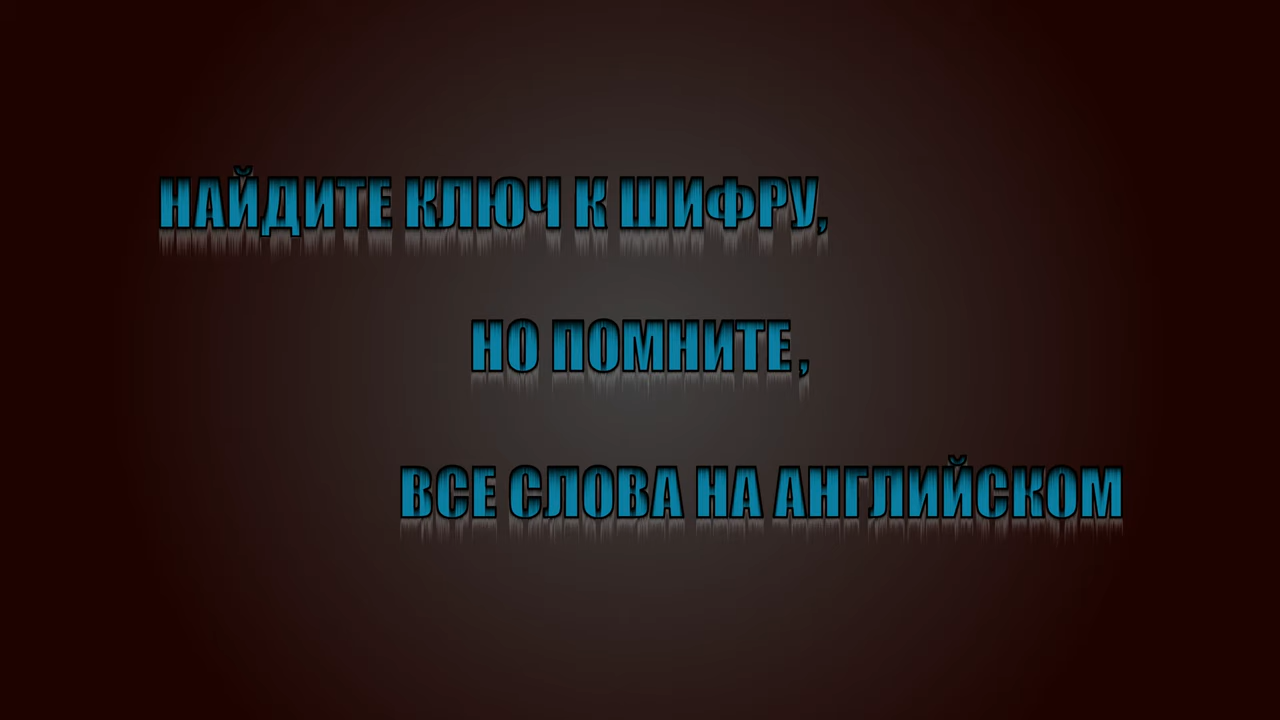 НАЙДИТЕ КЛЮЧ К ШИФРУ,
НО ПОМНИТЕ ,
ВСЕ СЛОВА НА АНГЛИЙСКОМ